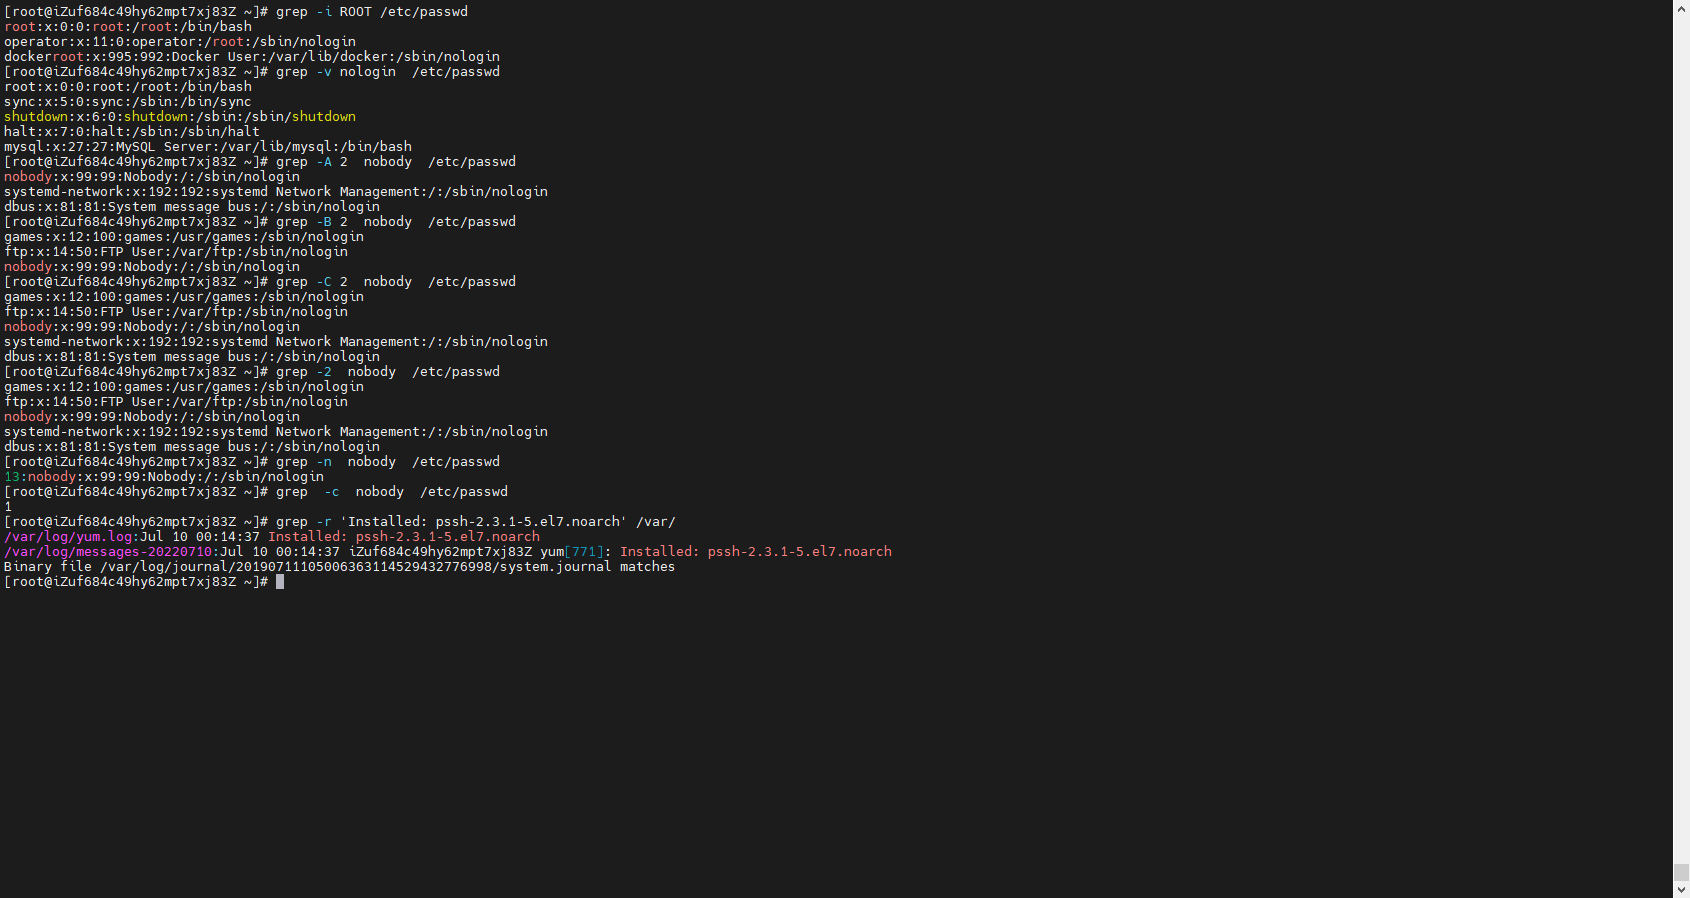 [root@iZuf684c49hy62mpt7xj83Z ~]# grep -i ROOT /etc/passwd
root:x:0:0:root:/root:/bin/bash
operator:x:11:0:operator:/root:/sbin/nologin
dockerroot:x:995:992:Docker User:/var/lib/docker:/sbin/nologin
[root@iZuf684c49hy62mpt7xj83Z ~]# grep -v nologin  /etc/passwd
root:x:0:0:root:/root:/bin/bash
sync:x:5:0:sync:/sbin:/bin/sync
shutdown:x:6:0:shutdown:/sbin:/sbin/shutdown
halt:x:7:0:halt:/sbin:/sbin/halt
mysql:x:27:27:MySQL Server:/var/lib/mysql:/bin/bash
[root@iZuf684c49hy62mpt7xj83Z ~]# grep -A 2  nobody  /etc/passwd
nobody:x:99:99:Nobody:/:/sbin/nologin
systemd-network:x:192:192:systemd Network Management:/:/sbin/nologin
dbus:x:81:81:System message bus:/:/sbin/nologin
[root@iZuf684c49hy62mpt7xj83Z ~]# grep -B 2  nobody  /etc/passwd
games:x:12:100:games:/usr/games:/sbin/nologin
ftp:x:14:50:FTP User:/var/ftp:/sbin/nologin
nobody:x:99:99:Nobody:/:/sbin/nologin
[root@iZuf684c49hy62mpt7xj83Z ~]# grep -C 2  nobody  /etc/passwd
games:x:12:100:games:/usr/games:/sbin/nologin
ftp:x:14:50:FTP User:/var/ftp:/sbin/nologin
nobody:x:99:99:Nobody:/:/sbin/nologin
systemd-network:x:192:192:systemd Network Management:/:/sbin/nologin
dbus:x:81:81:System message bus:/:/sbin/nologin
[root@iZuf684c49hy62mpt7xj83Z ~]# grep -2  nobody  /etc/passwd
games:x:12:100:games:/usr/games:/sbin/nologin
ftp:x:14:50:FTP User:/var/ftp:/sbin/nologin
nobody:x:99:99:Nobody:/:/sbin/nologin
systemd-network:x:192:192:systemd Network Management:/:/sbin/nologin
dbus:x:81:81:System message bus:/:/sbin/nologin
[root@iZuf684c49hy62mpt7xj83Z ~]# grep -n  nobody  /etc/passwd
13:nobody:x:99:99:Nobody:/:/sbin/nologin
[root@iZuf684c49hy62mpt7xj83Z ~]# grep  -c  nobody  /etc/passwd
1
[root@iZuf684c49hy62mpt7xj83Z ~]# grep -r 'Installed: pssh-2.3.1-5.el7.noarch' /var/
/var/log/yum.log:Jul 10 00:14:37 Installed: pssh-2.3.1-5.el7.noarch
/var/log/messages-20220710:Jul 10 00:14:37 iZuf684c49hy62mpt7xj83Z yum[771]: Installed: pssh-2.3.1-5.el7.noarch
Binary file /var/log/journal/20190711105006363114529432776998/system.journal matches
[root@iZuf684c49hy62mpt7xj83Z ~]#